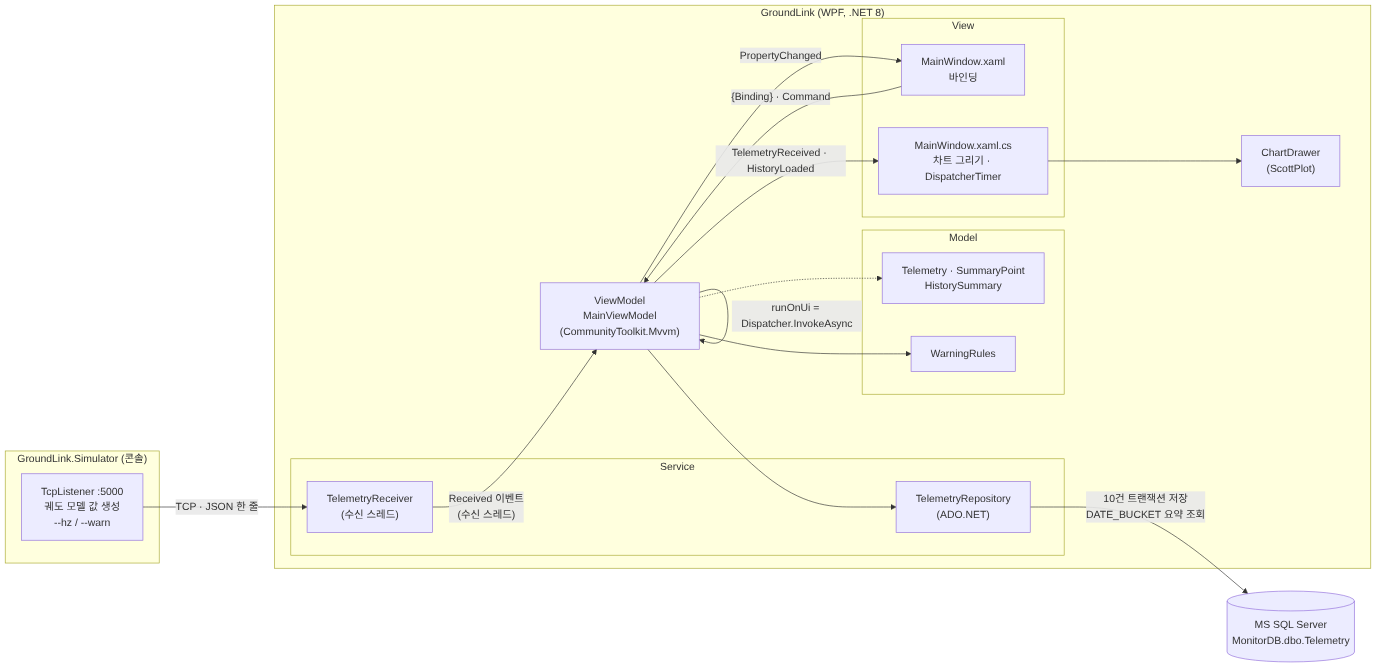 GroundLink (WPF, .NET 8)
View
PropertyChanged
MainWindow.xaml
바인딩
{Binding} · Command
TelemetryReceived ·
HistoryLoaded
MainWindow.xaml.cs
차트 그리기 ·
DispatcherTimer
ChartDrawer
(ScottPlot)
Model
Telemetry · SummaryPoint
HistorySummary
ViewModel
MainViewModel
(CommunityToolkit.Mvvm)
runOnUi =
Dispatcher.InvokeAsync
WarningRules
GroundLink.Simulator (콘솔)
TcpListener :5000
궤도 모델 값 생성
--hz / --warn
TCP · JSON 한 줄
Service
TelemetryReceiver
(수신 스레드)
Received 이벤트
(수신 스레드)
TelemetryRepository
(ADO.NET)
10건 트랜잭션 저장
DATE_BUCKET 요약 조회
MS SQL Server
MonitorDB.dbo.Telemetry